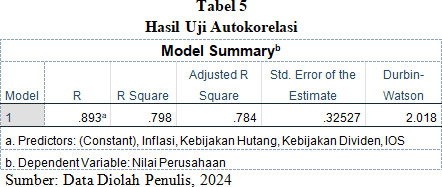 Tabel 5
Hasil Uji Autokorelasi
Model Summaryᵇ
Model R R Square Adjusted R Square Std. Error of the Estimate Durbin-Watson
1 .893ᵃ .798 .784 .32527 2.018
a. Predictors: (Constant), Inflasi, Kebijakan Hutang, Kebijakan Dividen, IOS
b. Dependent Variable: Nilai Perusahaan
Sumber: Data Diolah Penulis, 2024